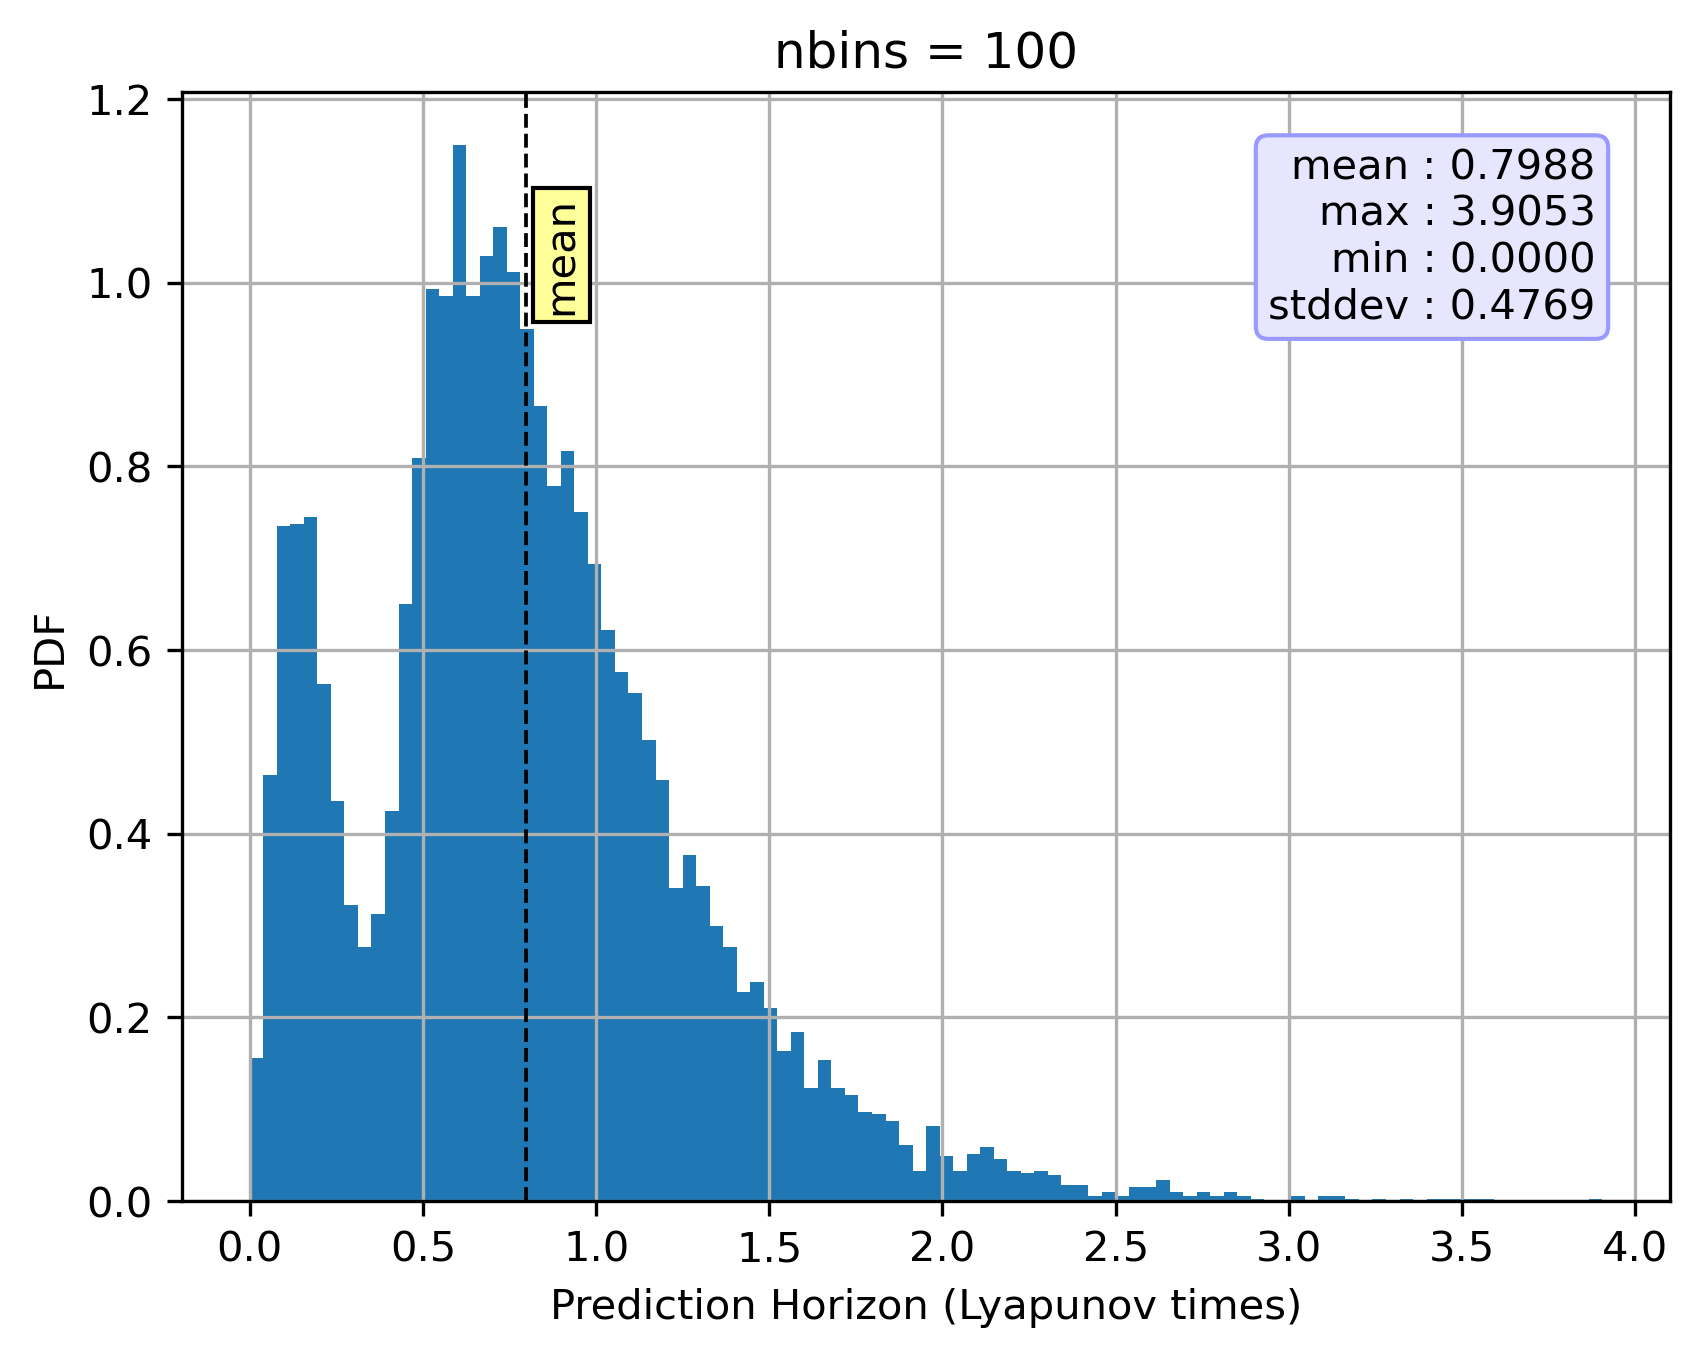 nbins = 100
1.2
1.0
0.8
0.6
0.4
0.2
0.0
PDF
mean
mean : 0.7988
max : 3.9053
min : 0.0000
stddev : 0.4769
0.0 0.5 1.0 1.5 2.0 2.5 3.0 3.5 4.0
Prediction Horizon (Lyapunov times)